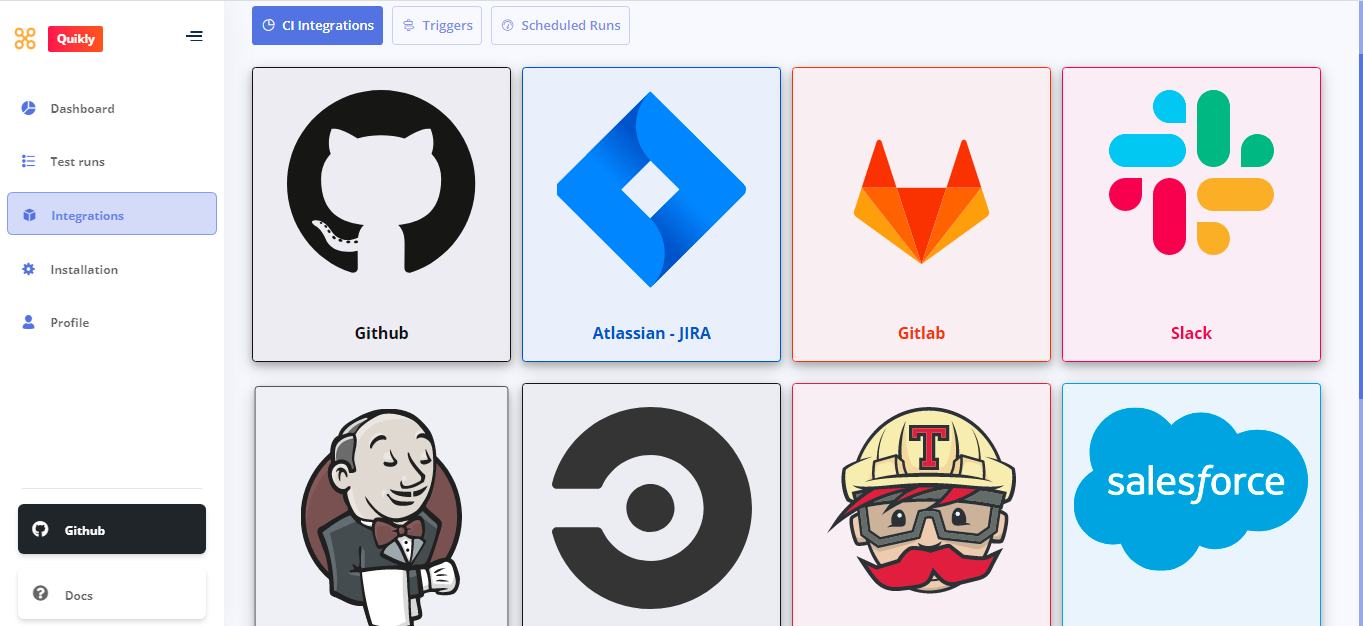 Quikly
Dashboard
Test runs
Integrations
Installation
Profile
Github
Docs
CI Integrations
Triggers
Scheduled Runs
Github
Atlassian - JIRA
Gitlab
Slack
T
salesforce